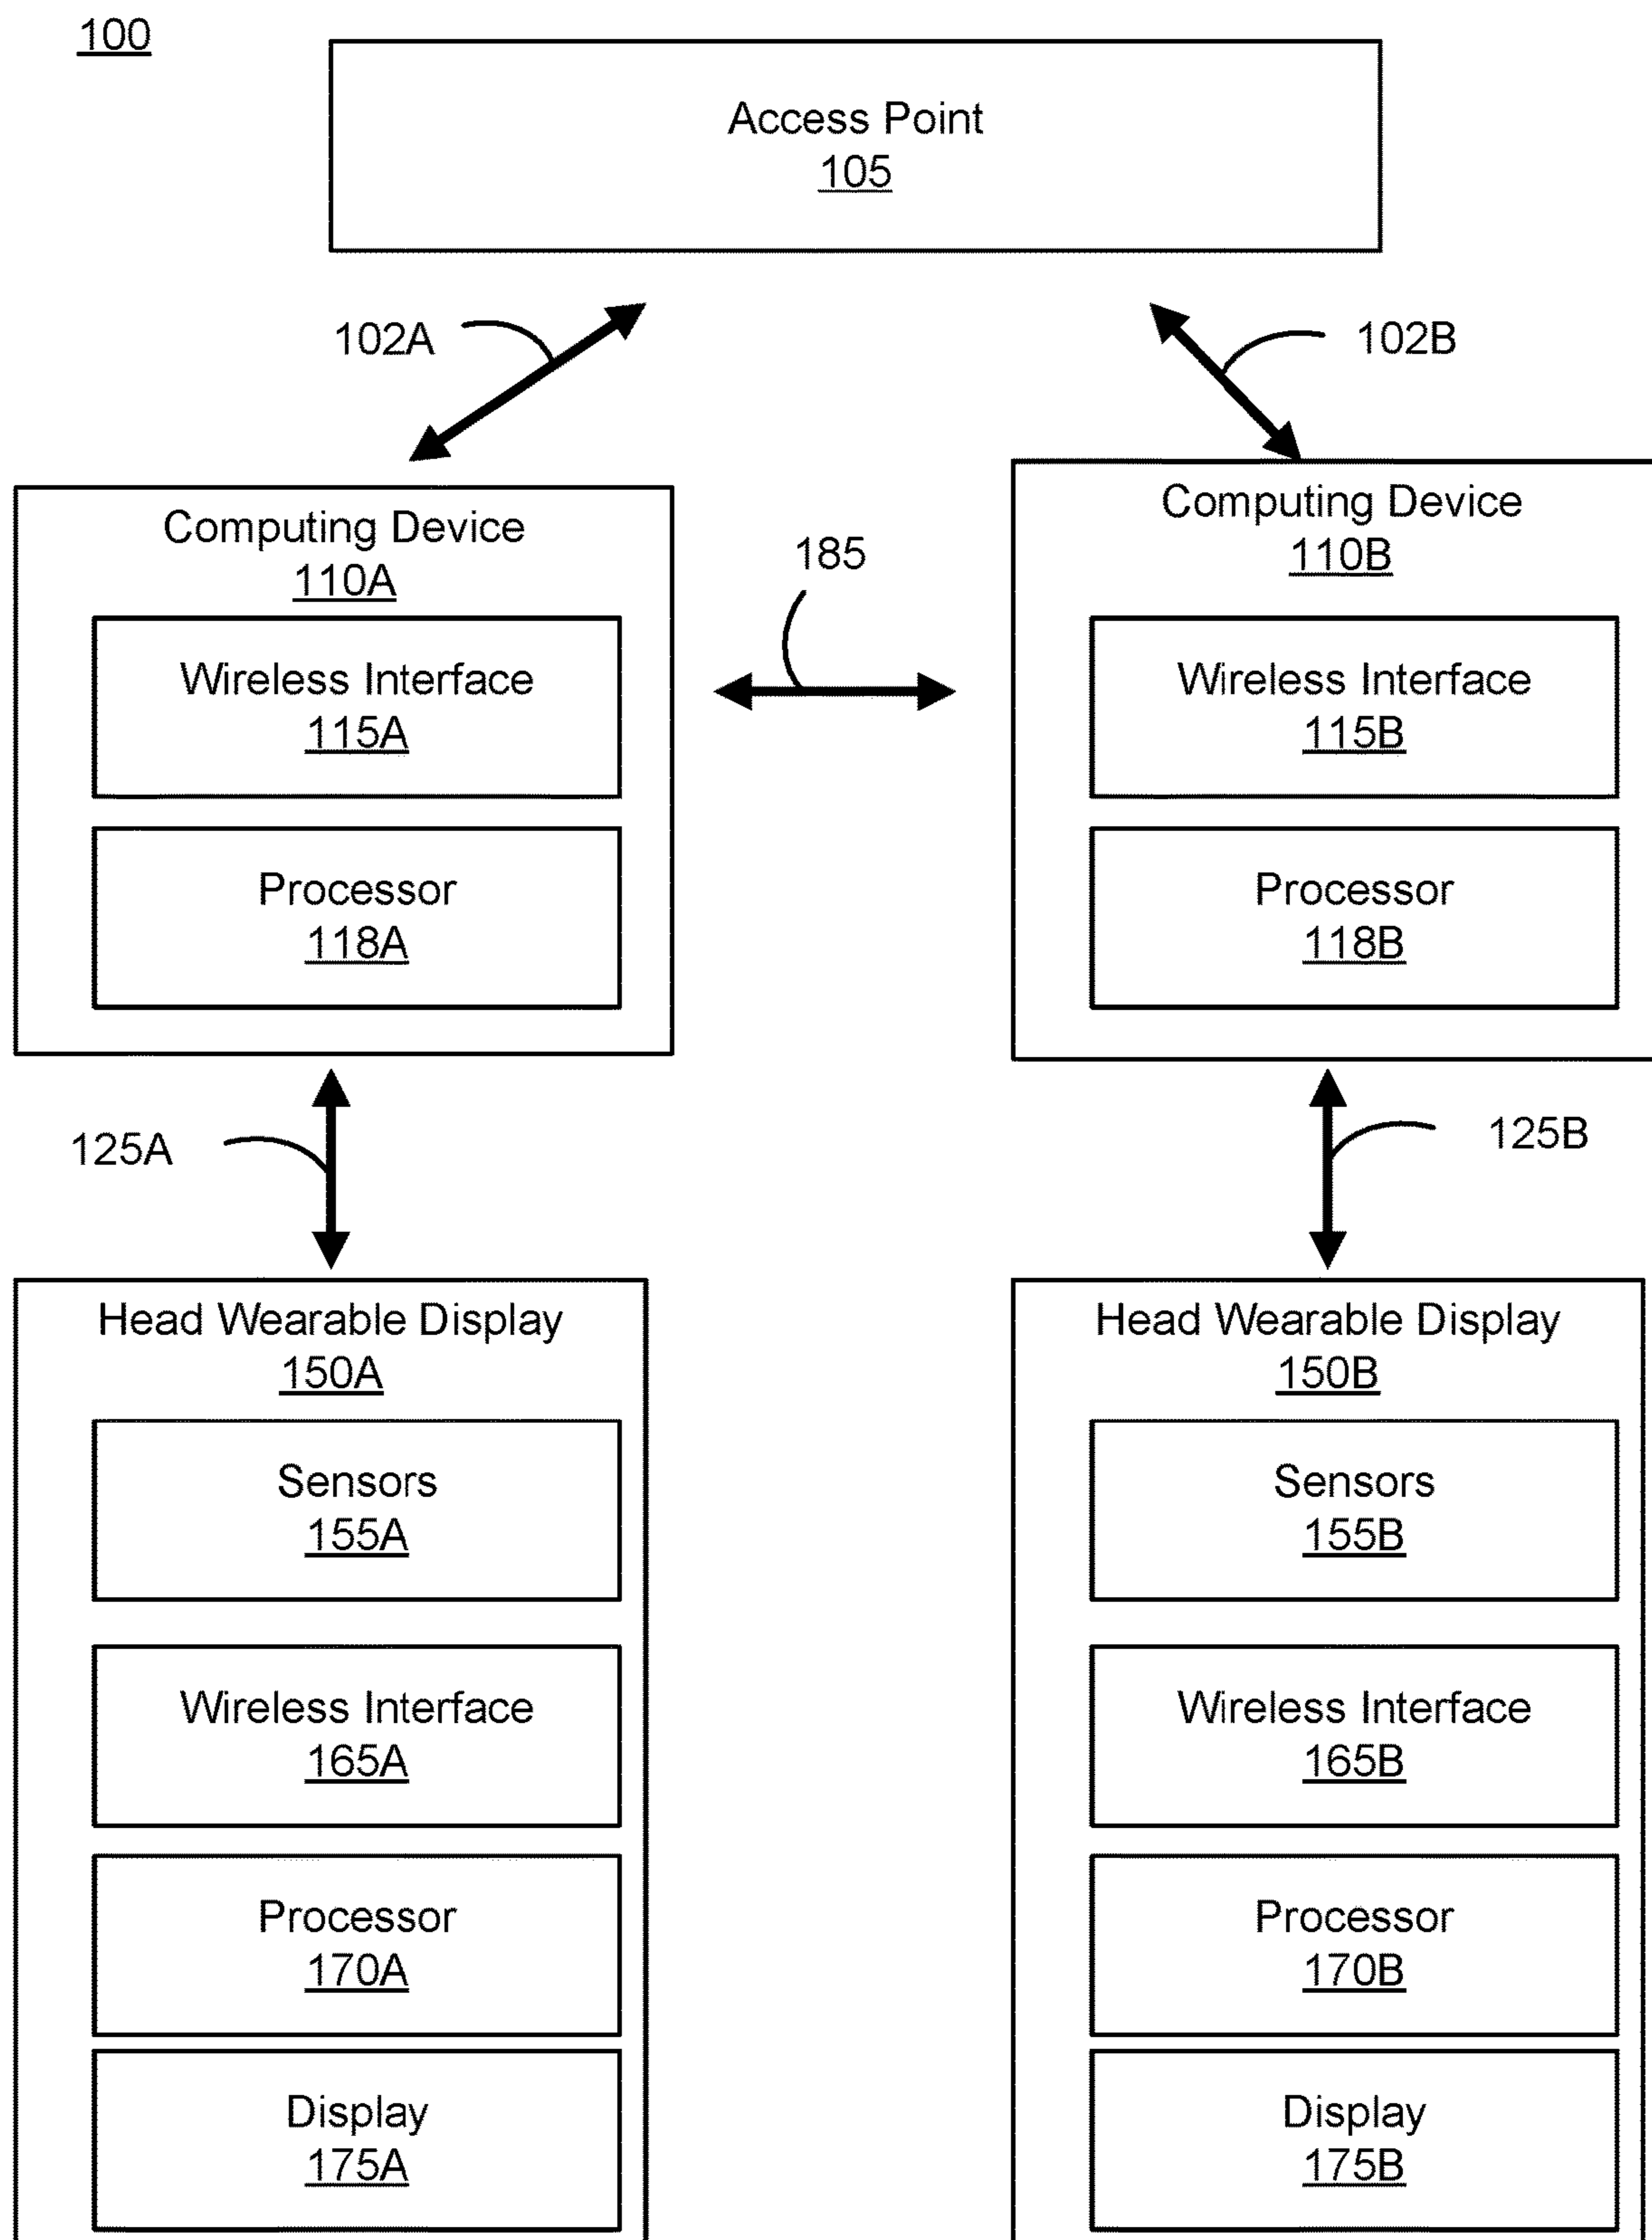 100
Access Point
105
102A
102B
Computing Device
110A
Wireless Interface
115A
Processor
118A
185
Computing Device
110B
Wireless Interface
115B
Processor
118B
125A
125B
Head Wearable Display
150A
Sensors
155A
Wireless Interface
165A
Processor
170A
Display
175A
Head Wearable Display
150B
Sensors
155B
Wireless Interface
165B
Processor
170B
Display
175B